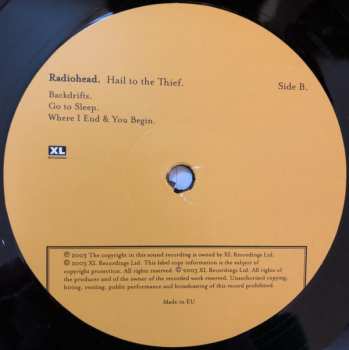 Radiohead. Hail to the Thief. Side B.
Backdrifts.
Go to Sleep.
Where I End & You Begin.
XL
RECORDINGS
℗ 2003 The copyright in this sound recording is owned by XL Recordings Ltd.
© 2003 XL Recordings Ltd. This label copy information is the subject of
copyright protection. All rights reserved. © 2003 XL Recordings Ltd. All rights of
the producer and of the owner of the recorded work reserved. Unauthorised copying,
hiring, renting, public performance and broadcasting of this record prohibited.
Made in EU